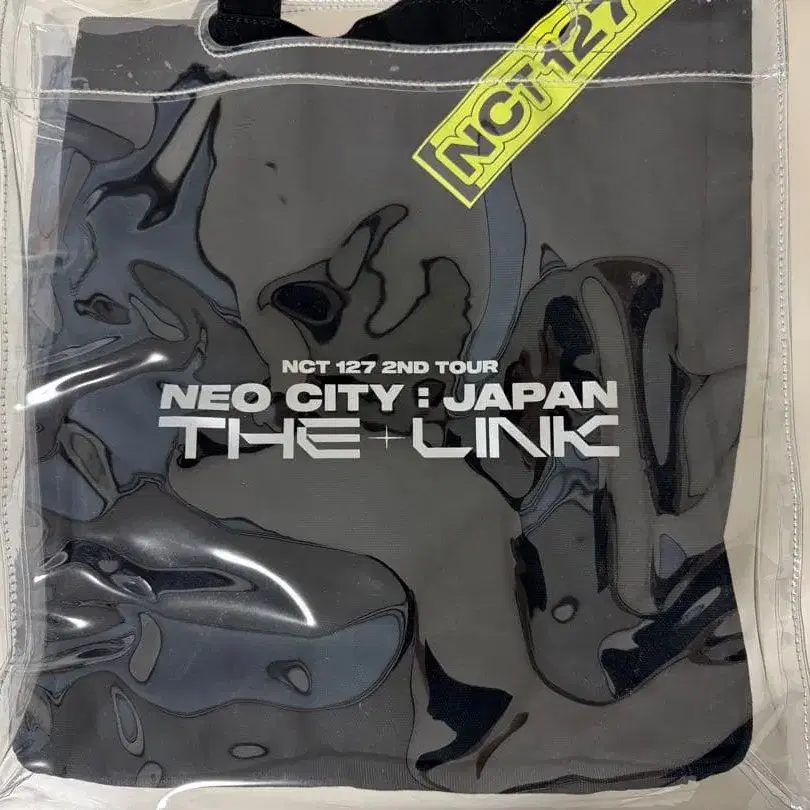 NCT 127
NCT 127 2ND TOUR
NEO CITY : JAPAN
THE LINK